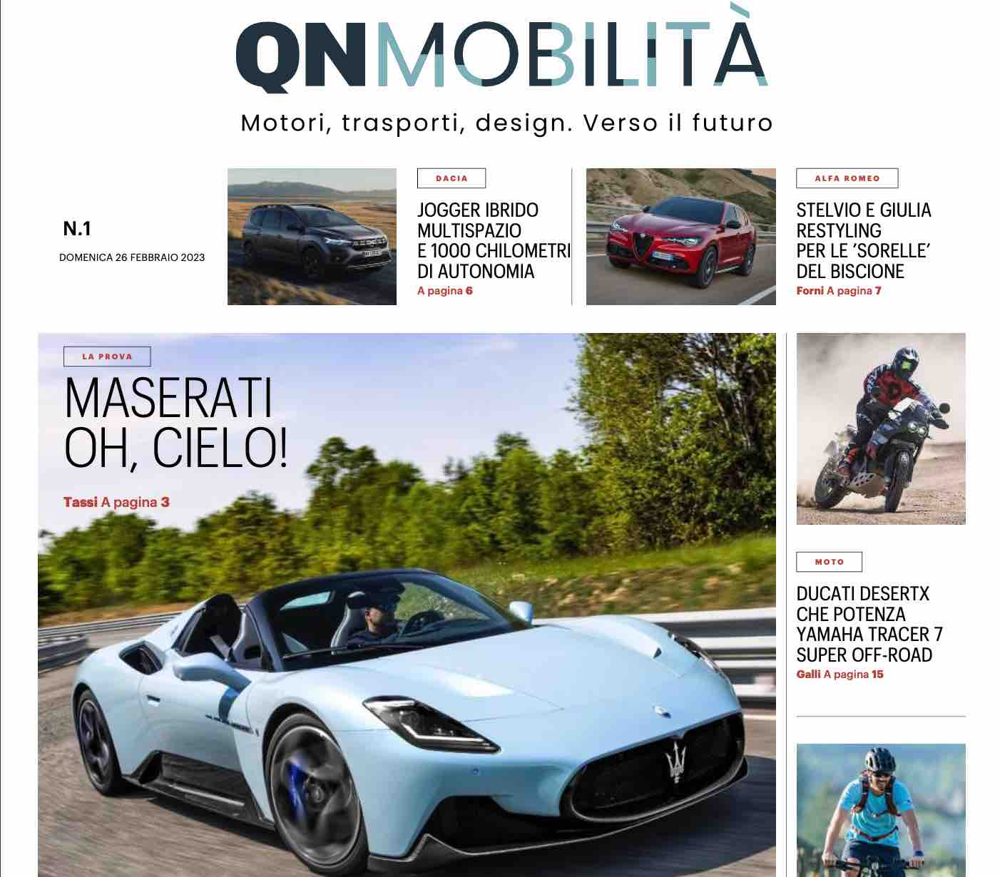 QNMOBILITÀ
Motori, trasporti, design. Verso il futuro
N.1
DOMENICA 26 FEBBRAIO 2023
DACIA
JOGGER IBRIDO
MULTISPAZIO
E 1000 CHILOMETRI
DI AUTONOMIA
A pagina 6
ALFA ROMEO
STELVIO E GIULIA
RESTYLING
PER LE ‘SORELLE’
DEL BISCIONE
Forni A pagina 7
LA PROVA
MASERATI
OH, CIELO!
Tassi A pagina 3
MOTO
DUCATI DESERTX
CHE POTENZA
YAMAHA TRACER 7
SUPER OFF-ROAD
Galli A pagina 15